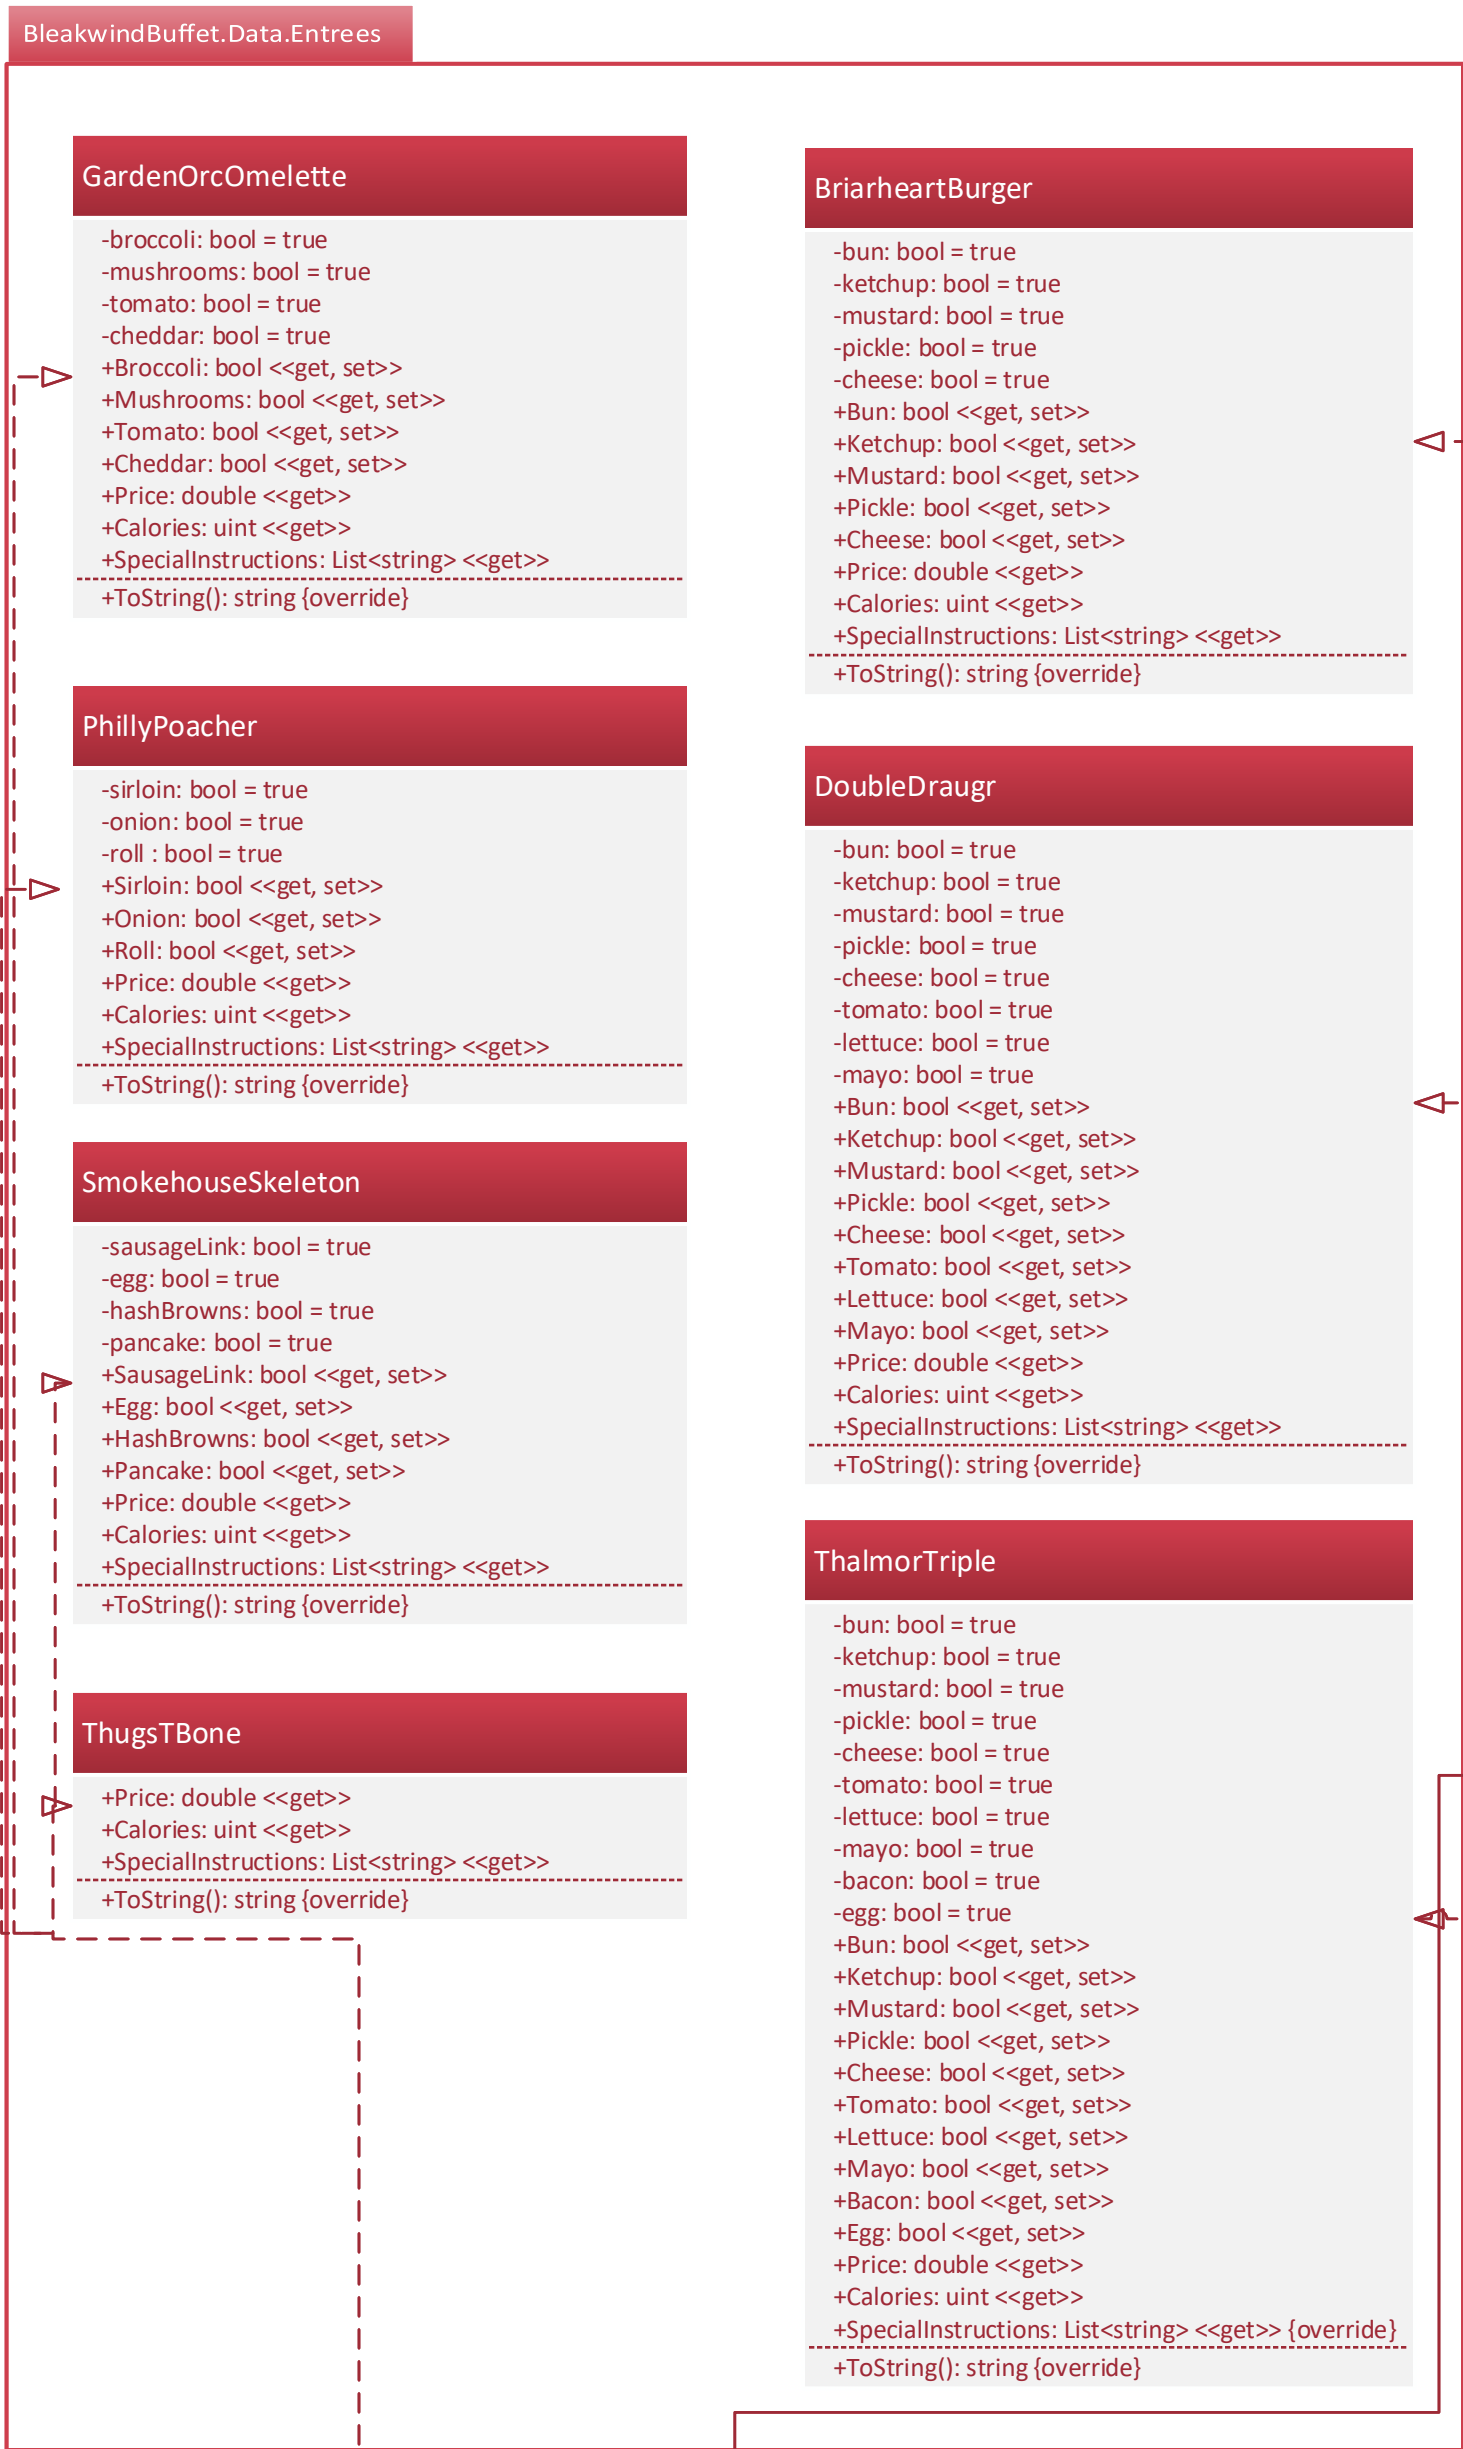 BleakwindBuffet.Data.Entrees
GardenOrcOmelette
-broccoli: bool = true
-mushrooms: bool = true
-tomato: bool = true
-cheddar: bool = true
+Broccoli: bool <<get, set>>
+Mushrooms: bool <<get, set>>
+Tomato: bool <<get, set>>
+Cheddar: bool <<get, set>>
+Price: double <<get>>
+Calories: uint <<get>>
+SpecialInstructions: List<string> <<get>>
+ToString(): string {override}
PhillyPoacher
-sirloin: bool = true
-onion: bool = true
-roll : bool = true
+Sirloin: bool <<get, set>>
+Onion: bool <<get, set>>
+Roll: bool <<get, set>>
+Price: double <<get>>
+Calories: uint <<get>>
+SpecialInstructions: List<string> <<get>>
+ToString(): string {override}
SmokehouseSkeleton
-sausageLink: bool = true
-egg: bool = true
-hashBrowns: bool = true
-pancake: bool = true
+SausageLink: bool <<get, set>>
+Egg: bool <<get, set>>
+HashBrowns: bool <<get, set>>
+Pancake: bool <<get, set>>
+Price: double <<get>>
+Calories: uint <<get>>
+SpecialInstructions: List<string> <<get>>
+ToString(): string {override}
ThugsTBone
+Price: double <<get>>
+Calories: uint <<get>>
+SpecialInstructions: List<string> <<get>>
+ToString(): string {override}
BriarheartBurger
-bun: bool = true
-ketchup: bool = true
-mustard: bool = true
-pickle: bool = true
-cheese: bool = true
+Bun: bool <<get, set>>
+Ketchup: bool <<get, set>>
+Mustard: bool <<get, set>>
+Pickle: bool <<get, set>>
+Cheese: bool <<get, set>>
+Price: double <<get>>
+Calories: uint <<get>>
+SpecialInstructions: List<string> <<get>>
+ToString(): string {override}
DoubleDraugr
-bun: bool = true
-ketchup: bool = true
-mustard: bool = true
-pickle: bool = true
-cheese: bool = true
-tomato: bool = true
-lettuce: bool = true
-mayo: bool = true
+Bun: bool <<get, set>>
+Ketchup: bool <<get, set>>
+Mustard: bool <<get, set>>
+Pickle: bool <<get, set>>
+Cheese: bool <<get, set>>
+Tomato: bool <<get, set>>
+Lettuce: bool <<get, set>>
+Mayo: bool <<get, set>>
+Price: double <<get>>
+Calories: uint <<get>>
+SpecialInstructions: List<string> <<get>>
+ToString(): string {override}
ThalmorTriple
-bun: bool = true
-ketchup: bool = true
-mustard: bool = true
-pickle: bool = true
-cheese: bool = true
-tomato: bool = true
-lettuce: bool = true
-mayo: bool = true
-bacon: bool = true
-egg: bool = true
+Bun: bool <<get, set>>
+Ketchup: bool <<get, set>>
+Mustard: bool <<get, set>>
+Pickle: bool <<get, set>>
+Cheese: bool <<get, set>>
+Tomato: bool <<get, set>>
+Lettuce: bool <<get, set>>
+Mayo: bool <<get, set>>
+Bacon: bool <<get, set>>
+Egg: bool <<get, set>>
+Price: double <<get>>
+Calories: uint <<get>>
+SpecialInstructions: List<string> <<get>> {override}
+ToString(): string {override}